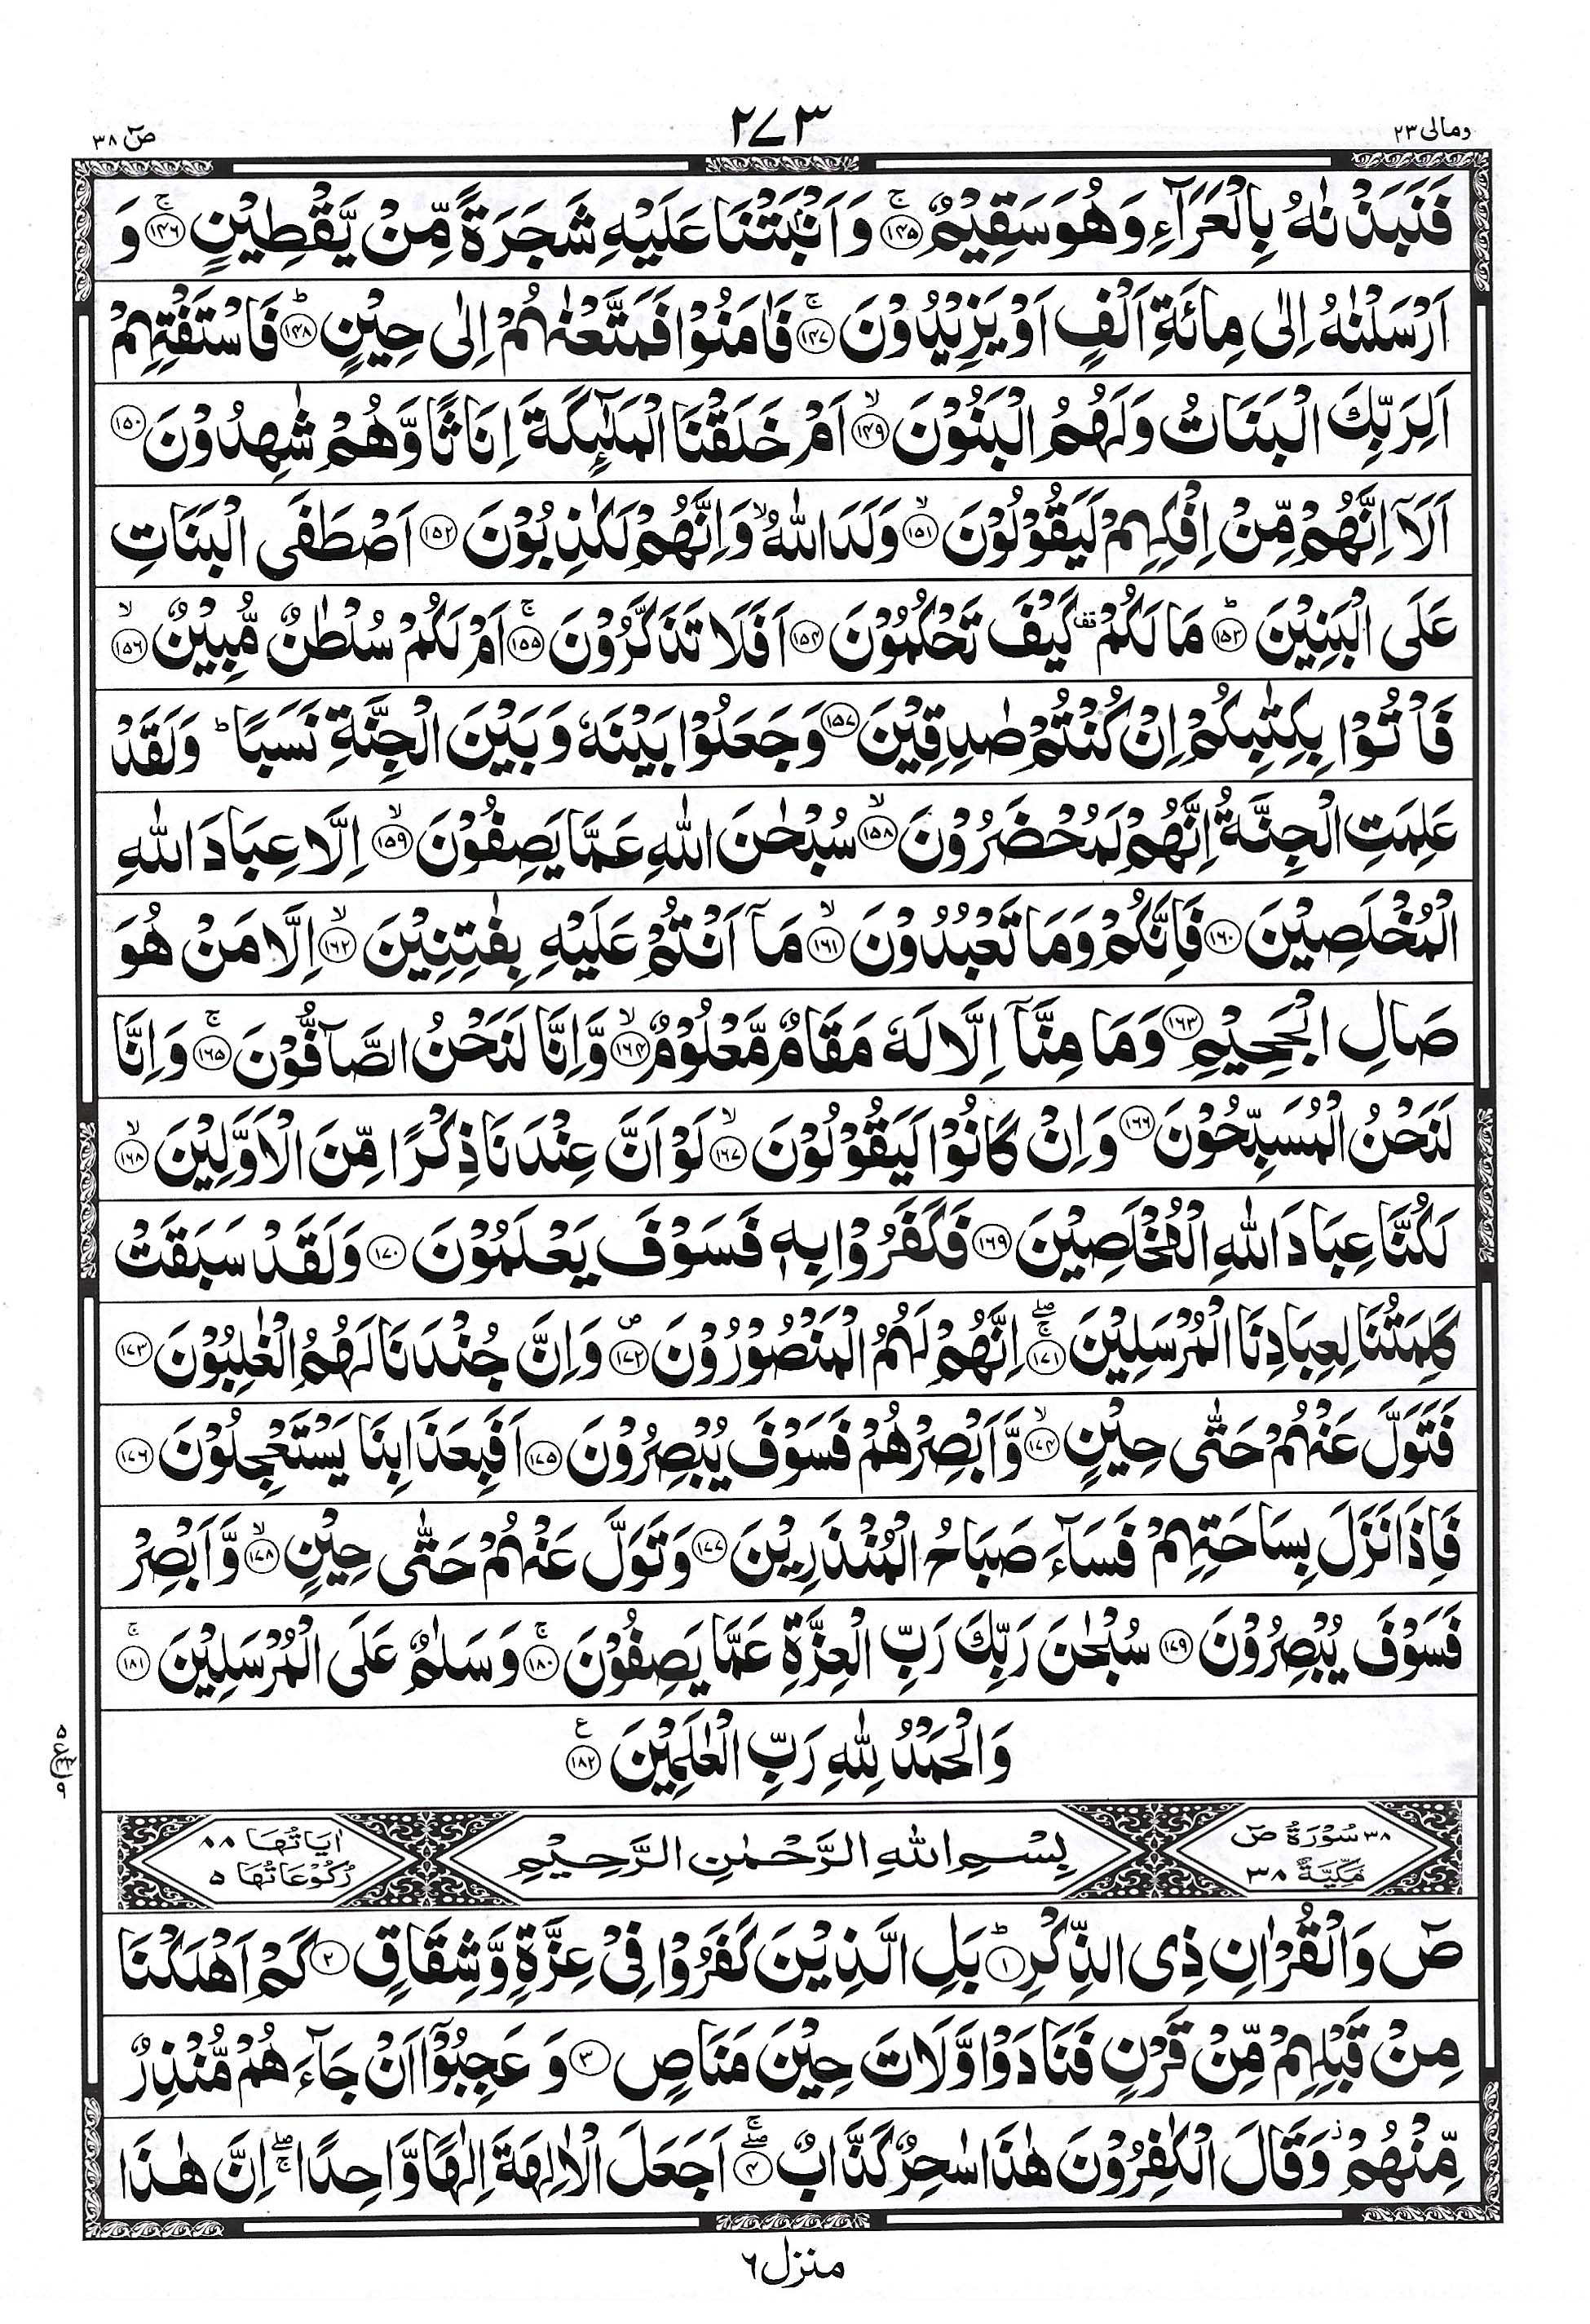 ومالی ۲۳
۲۷۳
صٓ ۳۸
فَنَبَذْنٰهُ بِالْعَرَآءِ وَهُوَ سَقِيْمٌ ۚ﴿۱۴۵﴾ وَاَنْۢبَتْنَا عَلَيْهِ شَجَرَةً مِّنْ يَّقْطِيْنٍ ۚ﴿۱۴۶﴾ وَ
اَرْسَلْنٰهُ اِلٰى مِائَةِ اَلْفٍ اَوْ يَزِيْدُوْنَ ۚ﴿۱۴۷﴾ فَاٰمَنُوْا فَمَتَّعْنٰهُمْ اِلٰى حِيْنٍ ؕ﴿۱۴۸﴾ فَاسْتَفْتِهِمْ
اَلِرَبِّكَ الْبَنَاتُ وَلَهُمُ الْبَنُوْنَ ۙ﴿۱۴۹﴾ اَمْ خَلَقْنَا الْمَلٰٓئِكَةَ اِنَاثًا وَّهُمْ شٰهِدُوْنَ ﴿۱۵۰﴾
اَلَاۤ اِنَّهُمْ مِّنْ اِفْكِهِمْ لَيَقُوْلُوْنَ ۙ﴿۱۵۱﴾ وَلَدَ اللّٰهُ ۙ وَاِنَّهُمْ لَكٰذِبُوْنَ ﴿۱۵۲﴾ اَصْطَفَى الْبَنَاتِ
عَلَى الْبَنِيْنَ ؕ﴿۱۵۳﴾ مَا لَكُمْ ۫ كَيْفَ تَحْكُمُوْنَ ﴿۱۵۴﴾ اَفَلَا تَذَكَّرُوْنَ ۚ﴿۱۵۵﴾ اَمْ لَكُمْ سُلْطٰنٌ مُّبِيْنٌ ۙ﴿۱۵۶﴾
فَاْتُوْا بِكِتٰبِكُمْ اِنْ كُنْتُمْ صٰدِقِيْنَ ﴿۱۵۷﴾ وَجَعَلُوْا بَيْنَهٗ وَبَيْنَ الْجِنَّةِ نَسَبًا ؕ وَلَقَدْ
عَلِمَتِ الْجِنَّةُ اِنَّهُمْ لَمُحْضَرُوْنَ ۙ﴿۱۵۸﴾ سُبْحٰنَ اللّٰهِ عَمَّا يَصِفُوْنَ ۙ﴿۱۵۹﴾ اِلَّا عِبَادَ اللّٰهِ
الْمُخْلَصِيْنَ ﴿۱۶۰﴾ فَاِنَّكُمْ وَمَا تَعْبُدُوْنَ ۙ﴿۱۶۱﴾ مَاۤ اَنْتُمْ عَلَيْهِ بِفٰتِنِيْنَ ۙ﴿۱۶۲﴾ اِلَّا مَنْ هُوَ
صَالِ الْجَحِيْمِ ﴿۱۶۳﴾ وَمَا مِنَّاۤ اِلَّا لَهٗ مَقَامٌ مَّعْلُوْمٌ ۙ﴿۱۶۴﴾ وَّاِنَّا لَنَحْنُ الصَّآفُّوْنَ ۚ﴿۱۶۵﴾ وَاِنَّا
لَنَحْنُ الْمُسَبِّحُوْنَ ﴿۱۶۶﴾ وَاِنْ كَانُوْا لَيَقُوْلُوْنَ ۙ﴿۱۶۷﴾ لَوْ اَنَّ عِنْدَنَا ذِكْرًا مِّنَ الْاَوَّلِيْنَ ۙ﴿۱۶۸﴾
لَكُنَّا عِبَادَ اللّٰهِ الْمُخْلَصِيْنَ ﴿۱۶۹﴾ فَكَفَرُوْا بِهٖ فَسَوْفَ يَعْلَمُوْنَ ﴿۱۷۰﴾ وَلَقَدْ سَبَقَتْ
كَلِمَتُنَا لِعِبَادِنَا الْمُرْسَلِيْنَ ۖۚ﴿۱۷۱﴾ اِنَّهُمْ لَهُمُ الْمَنْصُوْرُوْنَ ۪﴿۱۷۲﴾ وَاِنَّ جُنْدَنَا لَهُمُ الْغٰلِبُوْنَ ﴿۱۷۳﴾
فَتَوَلَّ عَنْهُمْ حَتّٰى حِيْنٍ ۙ﴿۱۷۴﴾ وَّاَبْصِرْهُمْ فَسَوْفَ يُبْصِرُوْنَ ﴿۱۷۵﴾ اَفَبِعَذَابِنَا يَسْتَعْجِلُوْنَ ﴿۱۷۶﴾
فَاِذَا نَزَلَ بِسَاحَتِهِمْ فَسَآءَ صَبَاحُ الْمُنْذَرِيْنَ ﴿۱۷۷﴾ وَتَوَلَّ عَنْهُمْ حَتّٰى حِيْنٍ ۙ﴿۱۷۸﴾ وَّاَبْصِرْ
فَسَوْفَ يُبْصِرُوْنَ ﴿۱۷۹﴾ سُبْحٰنَ رَبِّكَ رَبِّ الْعِزَّةِ عَمَّا يَصِفُوْنَ ۚ﴿۱۸۰﴾ وَسَلٰمٌ عَلَى الْمُرْسَلِيْنَ ۚ﴿۱۸۱﴾
وَالْحَمْدُ لِلّٰهِ رَبِّ الْعٰلَمِيْنَ ﴿۱۸۲﴾ ع
۳۸ سُوْرَةُ صٓ مَكِّيَّةٌ ۳۸
بِسْمِ اللّٰهِ الرَّحْمٰنِ الرَّحِيْمِ
اٰيَاتُهَا ۸۸ رُكُوْعَاتُهَا ۵
صٓ وَالْقُرْاٰنِ ذِى الذِّكْرِ ؕ﴿۱﴾ بَلِ الَّذِيْنَ كَفَرُوْا فِىْ عِزَّةٍ وَّشِقَاقٍ ﴿۲﴾ كَمْ اَهْلَكْنَا
مِنْ قَبْلِهِمْ مِّنْ قَرْنٍ فَنَادَوْا وَّلَاتَ حِيْنَ مَنَاصٍ ﴿۳﴾ وَعَجِبُوْۤا اَنْ جَآءَهُمْ مُّنْذِرٌ
مِّنْهُمْ ؗ وَقَالَ الْكٰفِرُوْنَ هٰذَا سٰحِرٌ كَذَّابٌ ۖۚ﴿۴﴾ اَجَعَلَ الْاٰلِهَةَ اِلٰهًا وَّاحِدًا ۖۚ اِنَّ هٰذَا
منزل ۶